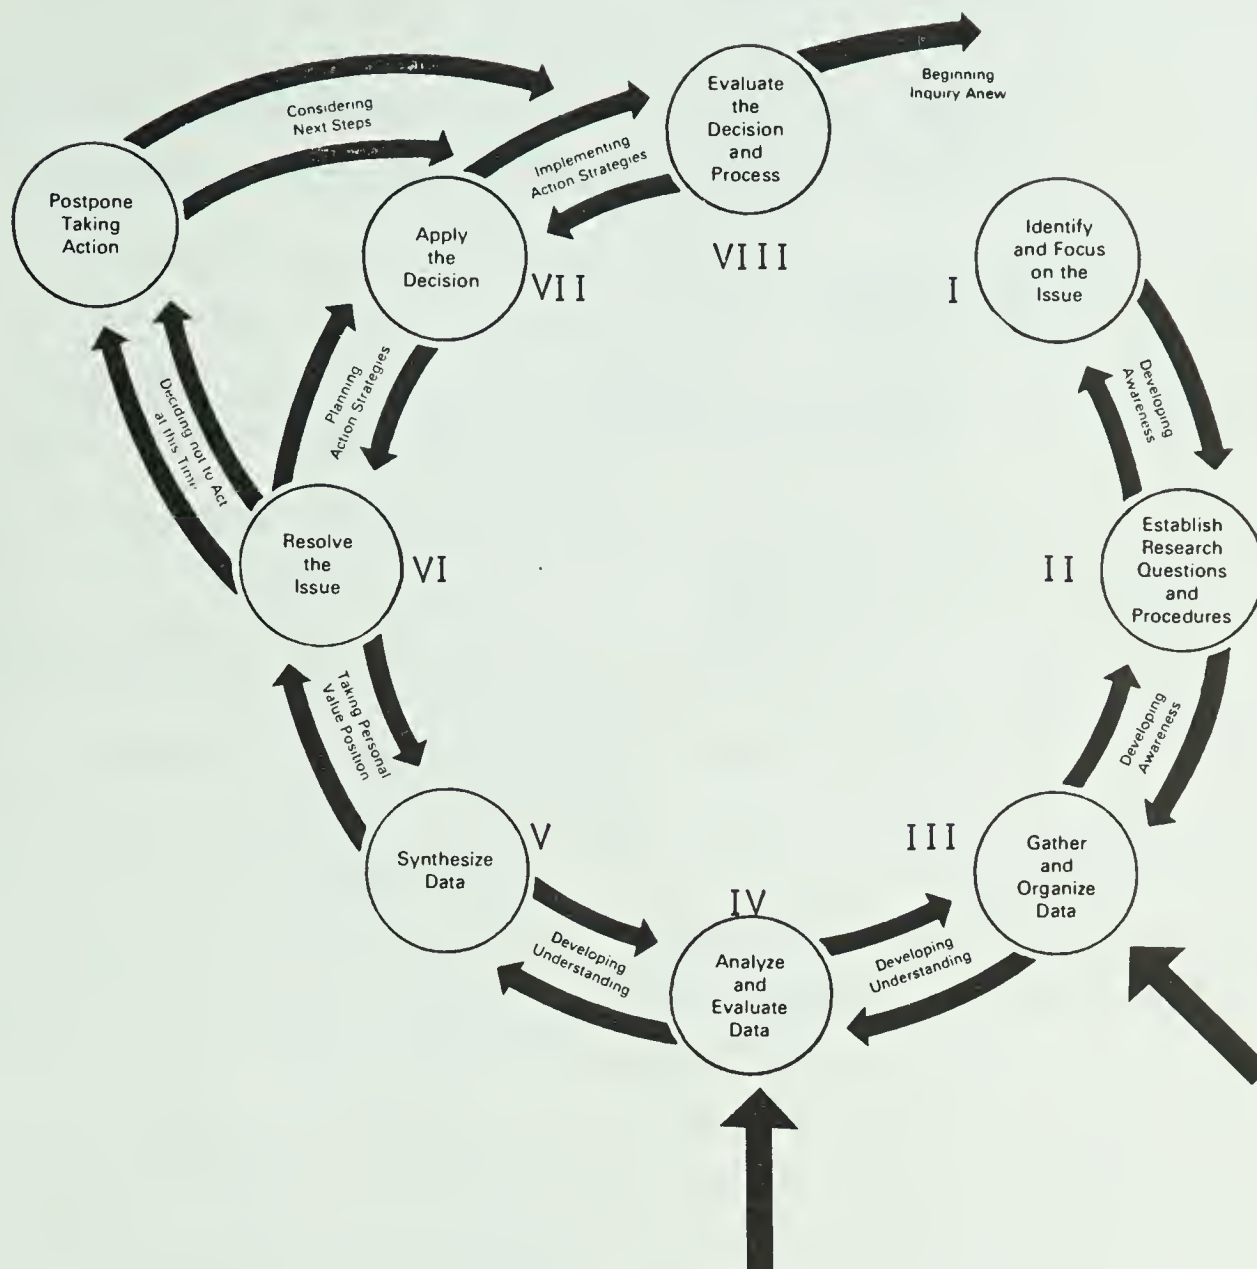 Beginning
Inquiry Anew
Evaluate
the
Decision
and
Process
VIII
Considering
Next Steps
Implementing
Action Strategies
Postpone
Taking
Action
Apply
the
Decision
VII
Identify
and Focus
on the
Issue
I
Developing
Awareness
Planning
Action Strategies
Deciding not to Act
at this Time
Resolve
the
Issue
VI
Establish
Research
Questions
and
Procedures
II
Developing
Awareness
Taking Personal
Value Position
Synthesize
Data
V
Gather
and
Organize
Data
III
Developing
Understanding
Analyze
and
Evaluate
Data
IV
Developing
Understanding